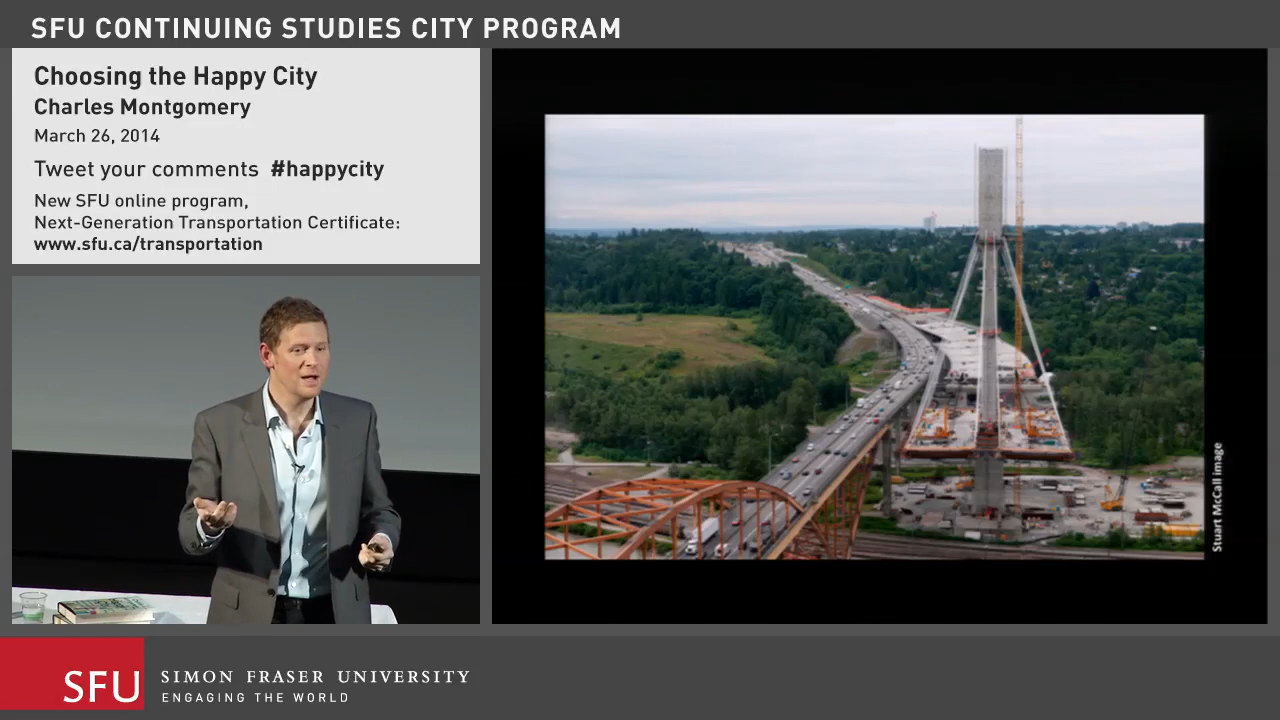 SFU CONTINUING STUDIES CITY PROGRAM
Choosing the Happy City
Charles Montgomery
March 26, 2014
Tweet your comments #happycity
New SFU online program,
Next-Generation Transportation Certificate:
www.sfu.ca/transportation
Stuart McCall image
SFU
SIMON FRASER UNIVERSITY
ENGAGING THE WORLD